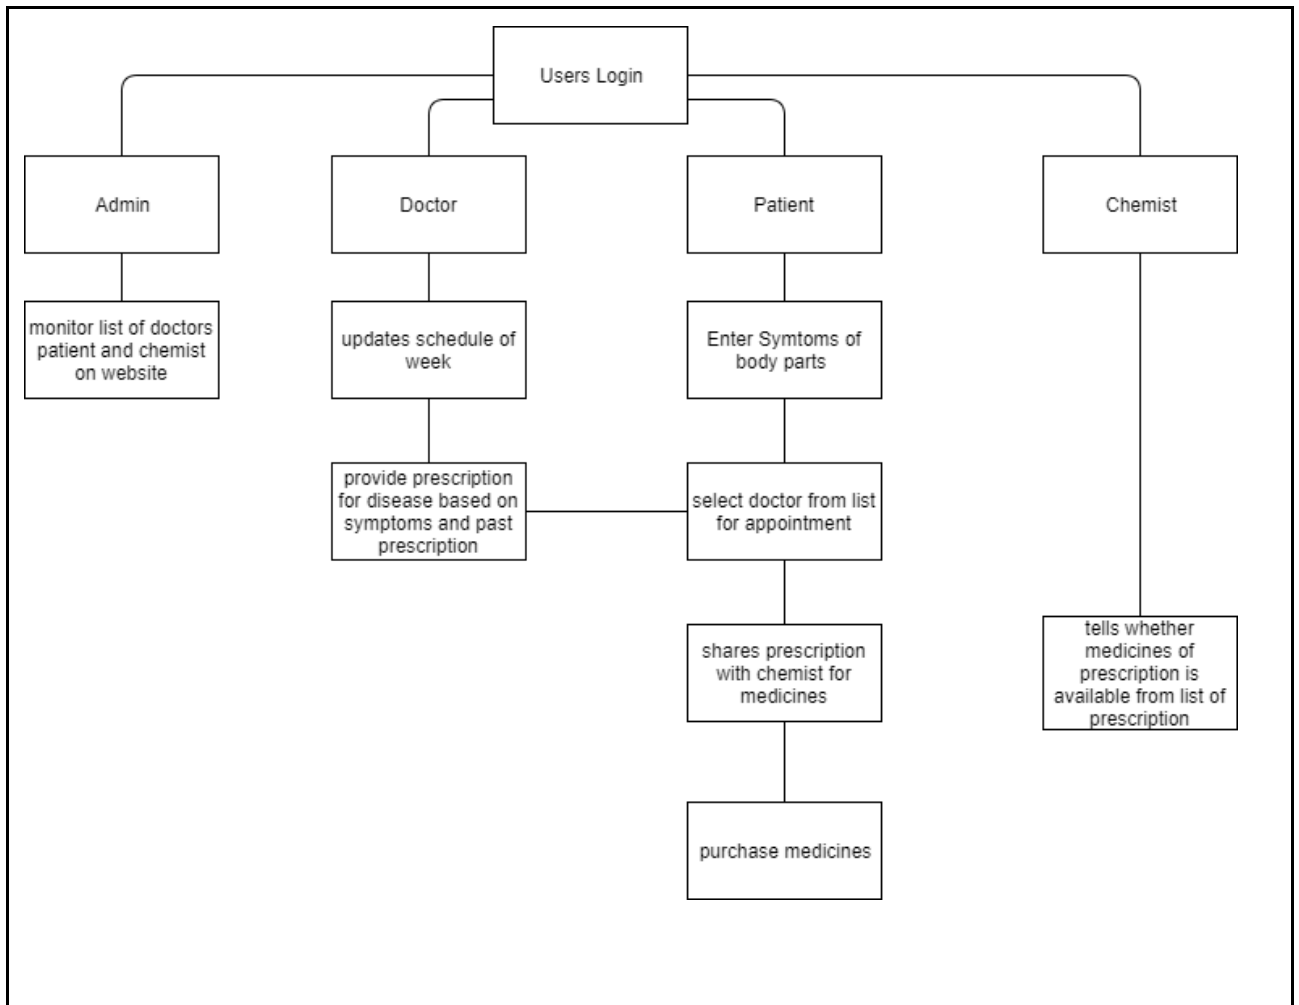 Users Login
Admin
Doctor
Patient
Chemist
monitor list of doctors
patient and chemist
on website
updates schedule of
week
Enter Symtoms of
body parts
provide prescription
for disease based on
symptoms and past
prescription
select doctor from list
for appointment
shares prescription
with chemist for
medicines
tells whether
medicines of
prescription is
available from list of
prescription
purchase medicines